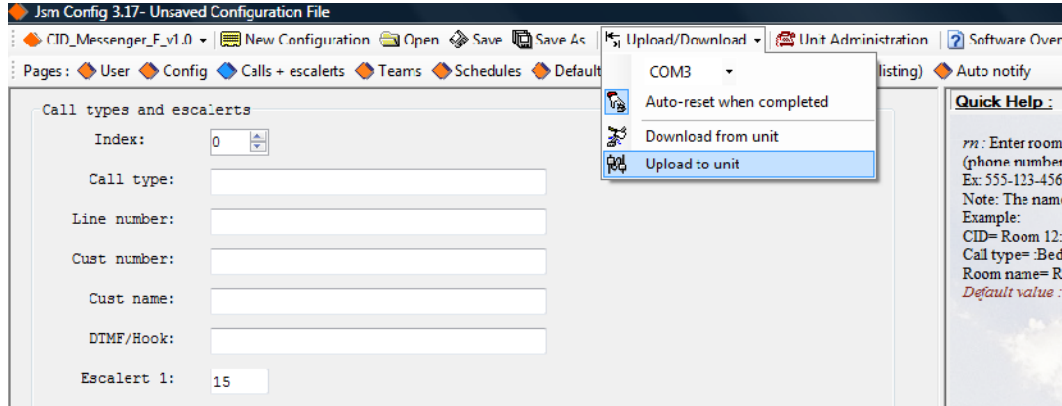 Jsm Config 3.17- Unsaved Configuration File
CID_Messenger_E_v1.0 New Configuration Open Save Save As Upload/Download Unit Administration Software Over
Pages : User Config Calls + escalerts Teams Schedules Default listing) Auto notify
COM3
Auto-reset when completed
Download from unit
Upload to unit
Call types and escalerts
Index: 0
Call type:
Line number:
Cust number:
Cust name:
DTMF/Hook:
Escalert 1: 15
Quick Help :
rn : Enter room
(phone number
Ex: 555-123-456
Note: The name
Example:
CID= Room 12:
Call type= :Bed
Room name= R
Default value :